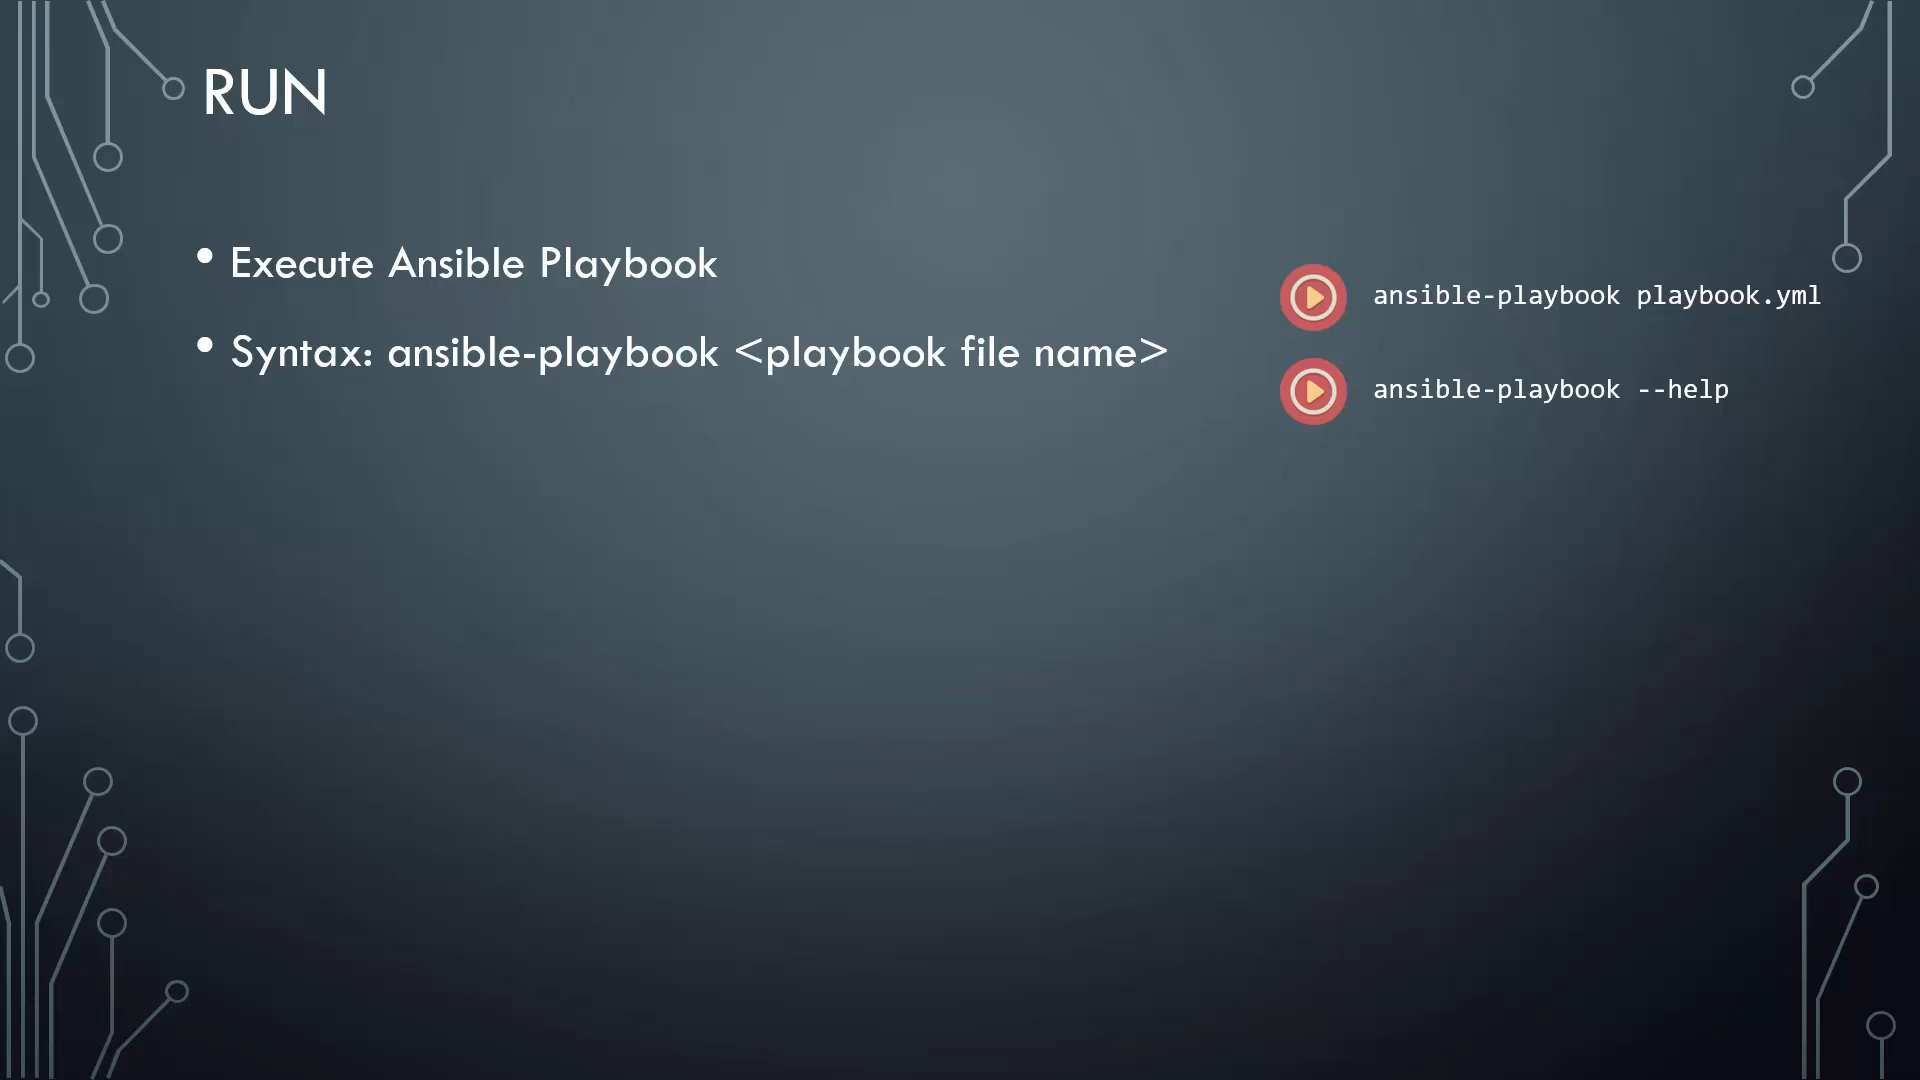 RUN
• Execute Ansible Playbook
• Syntax: ansible-playbook <playbook file name>
ansible-playbook playbook.yml
ansible-playbook --help